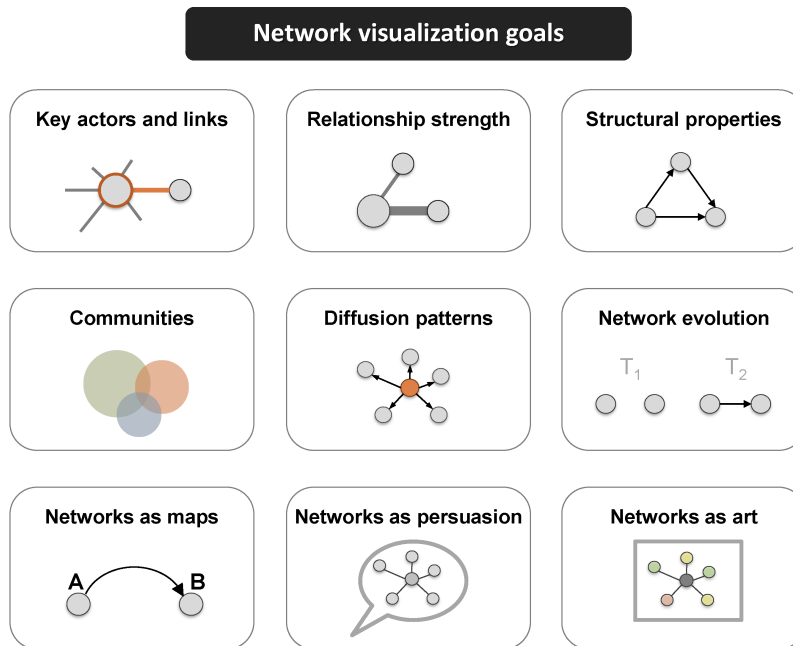 Network visualization goals
Key actors and links
Relationship strength
Structural properties
Communities
Diffusion patterns
Network evolution
T1
T2
Networks as maps
A
B
Networks as persuasion
Networks as art